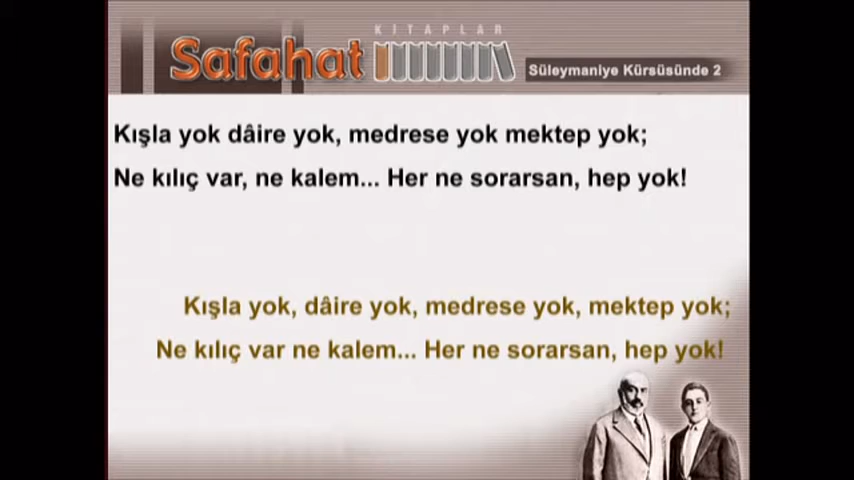 KİTAPLAR
Safahat
Süleymaniye Kürsüsünde 2
Kışla yok dâire yok, medrese yok mektep yok;
Ne kılıç var, ne kalem... Her ne sorarsan, hep yok!
Kışla yok, dâire yok, medrese yok, mektep yok;
Ne kılıç var ne kalem... Her ne sorarsan, hep yok!